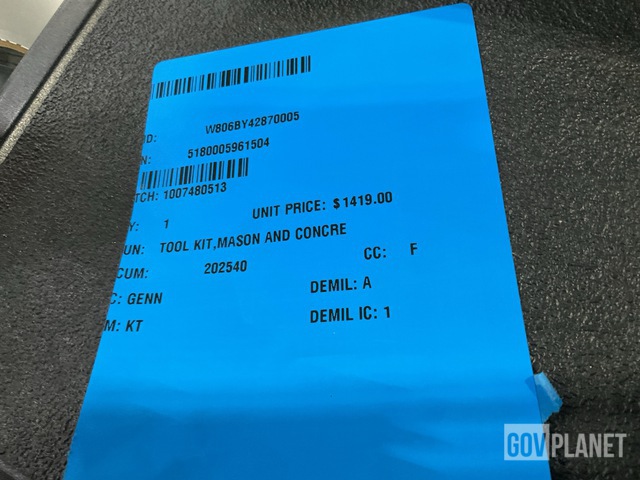 ID: W806BY42870005
N: 5180005961504
TCH: 1007480513
Y: 1 UNIT PRICE: $1419.00
UN: TOOL KIT,MASON AND CONCRE
CUM: 202540 CC: F
C: GENN DEMIL: A
M: KT DEMIL IC: 1
GOVPLANET